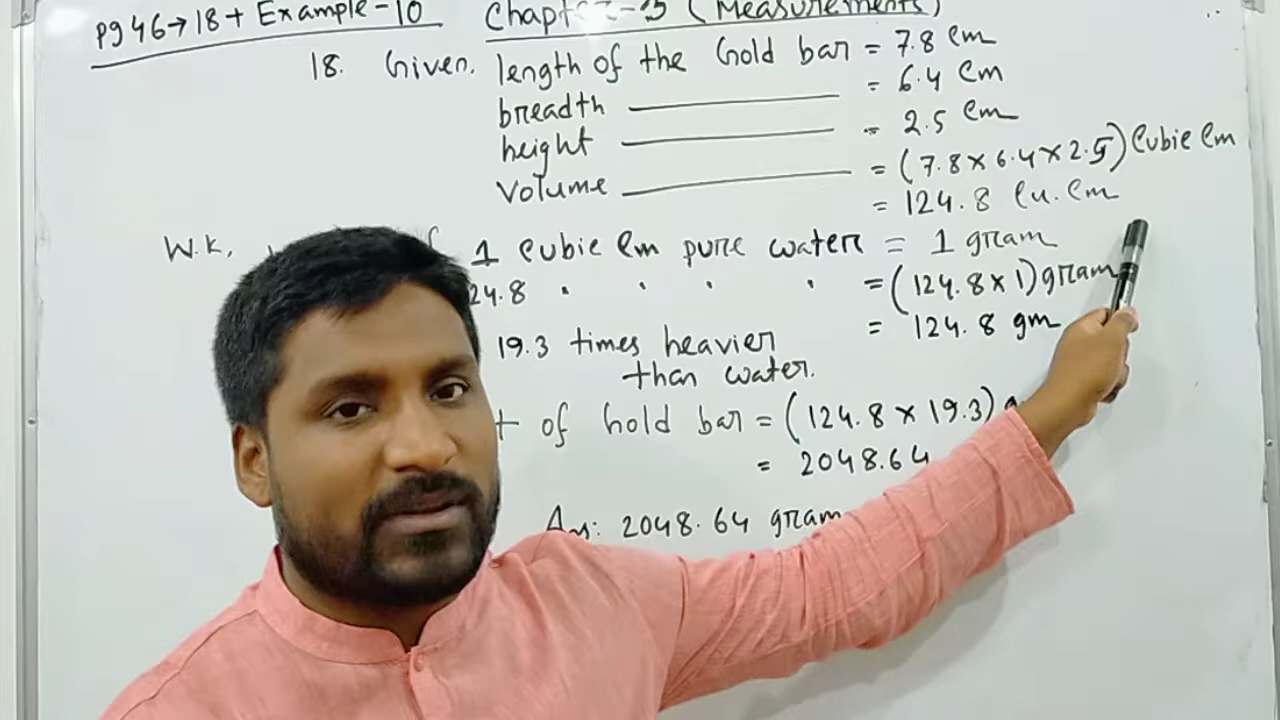 Pg 46→18+ Example-10
Chapter-3 (Measurements)
18. Given, length of the Gold bar = 7.8 cm
breadth = 6.4 cm
height = 2.5 cm
volume = (7.8×6.4×2.5) Cubic cm
= 124.8 cu. cm
W.K, 1 cubic cm pure water = 1 gram
24.8 " " " " = (124.8×1) gram
= 124.8 gm
19.3 times heavier
than water.
of Gold bar = (124.8×19.3)
= 2048.64
Ans: 2048.64 gram